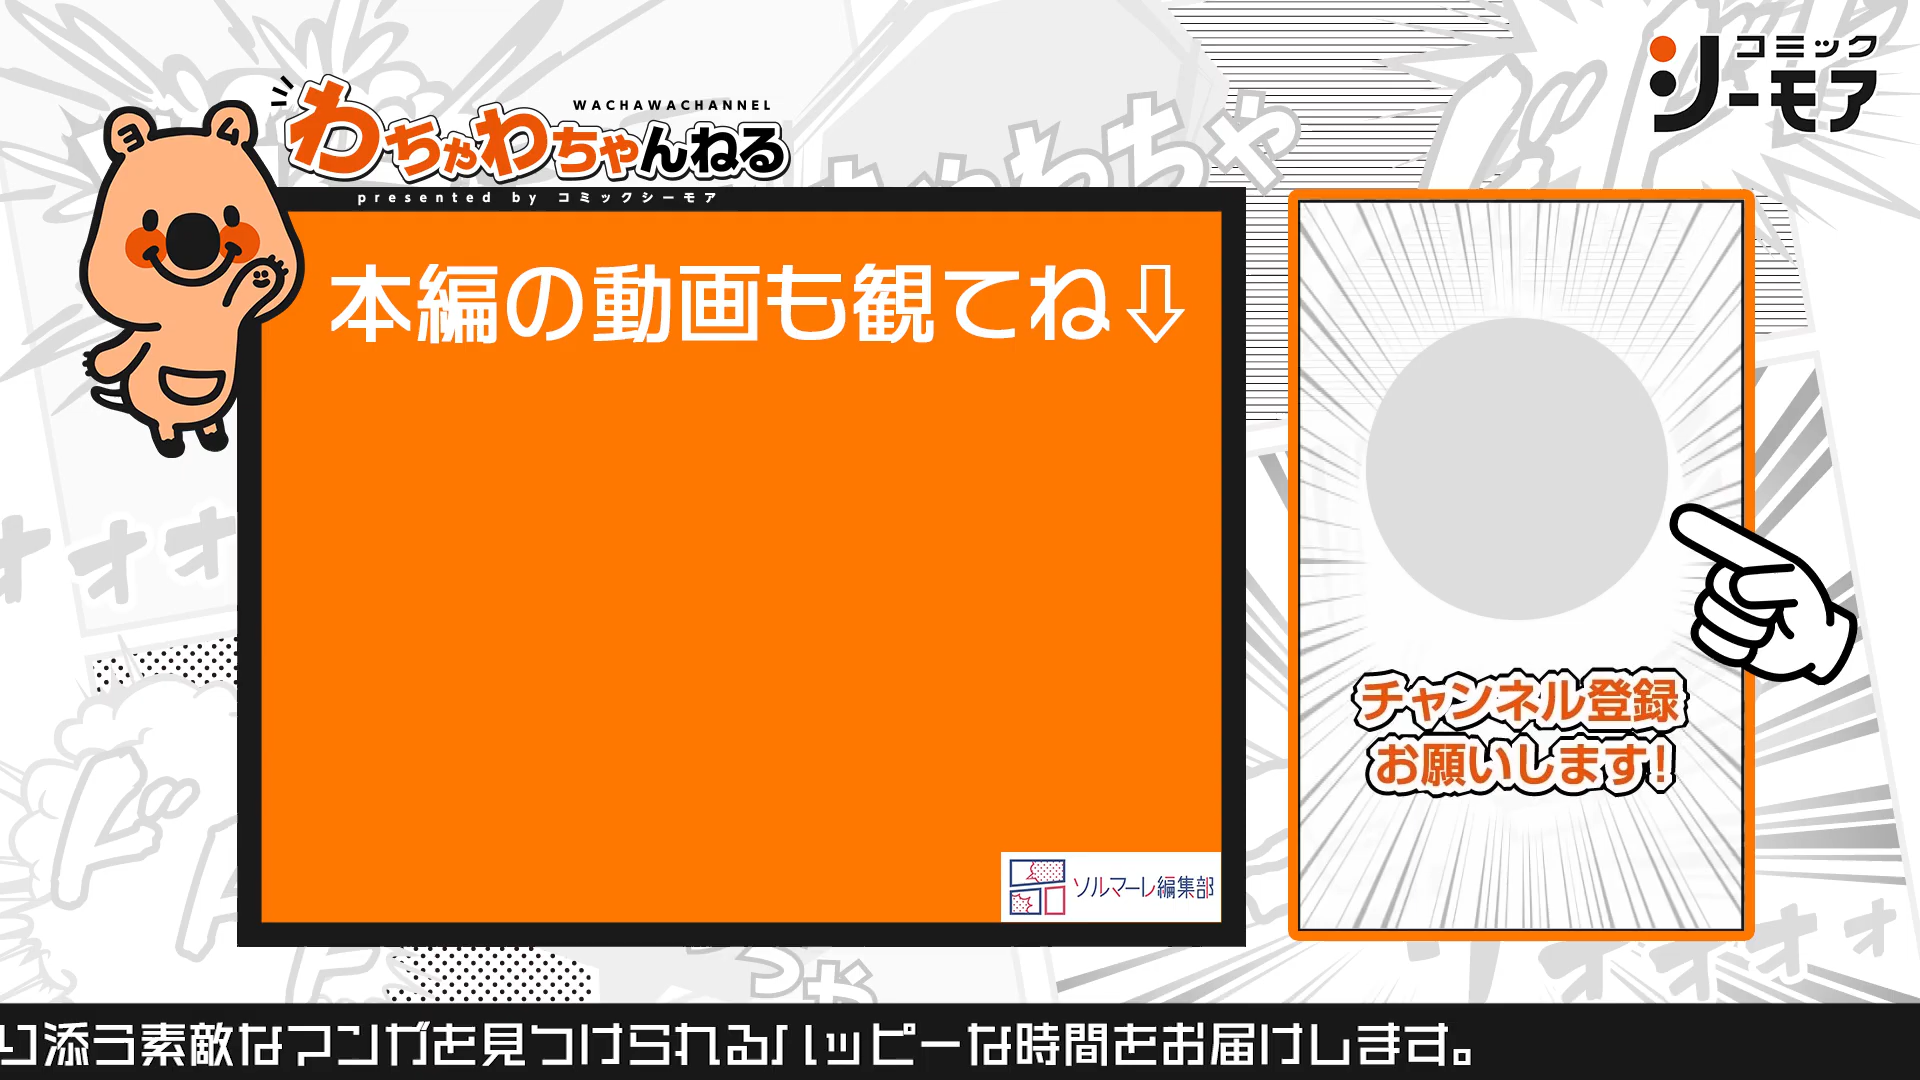 コミック
シーモア
WACHAWACHANNEL
わちゃわちゃんねる
presented by コミックシーモア
本編の動画も観てね⇩
チャンネル登録
お願いします!
ソルマーレ編集部
り添う素敵なマンガを見つけられるハッピーな時間をお届けします。